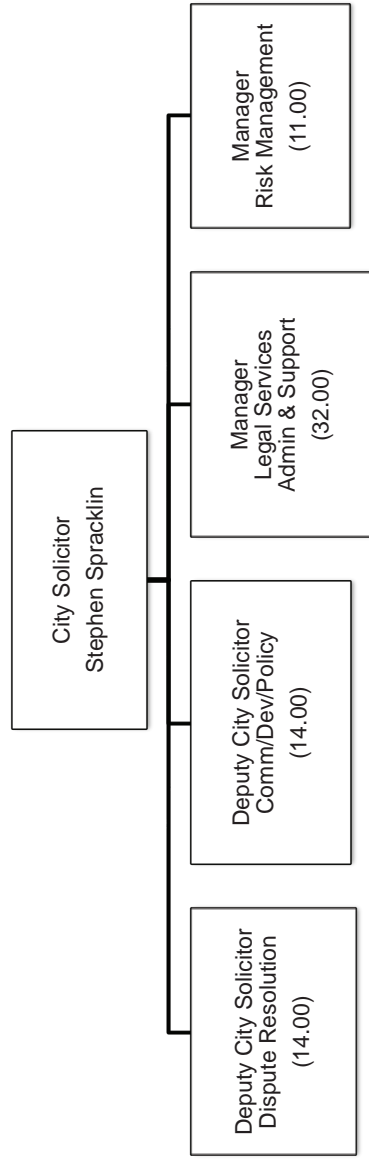 City Solicitor
Stephen Spracklin
Deputy City Solicitor
Dispute Resolution
(14.00)
Deputy City Solicitor
Comm/Dev/Policy
(14.00)
Manager
Legal Services
Admin & Support
(32.00)
Manager
Risk Management
(11.00)